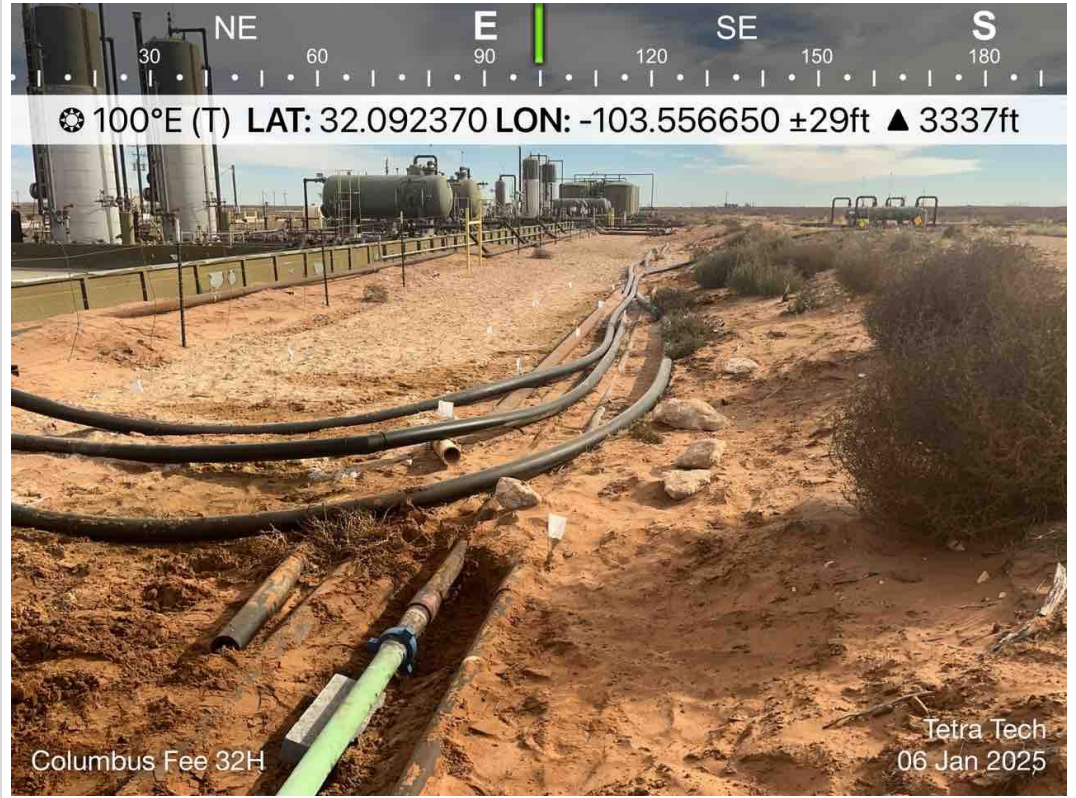 NE E SE S
30 60 90 120 150 180
100°E (T) LAT: 32.092370 LON: -103.556650 ±29ft ▲ 3337ft
Columbus Fee 32H
Tetra Tech
06 Jan 2025